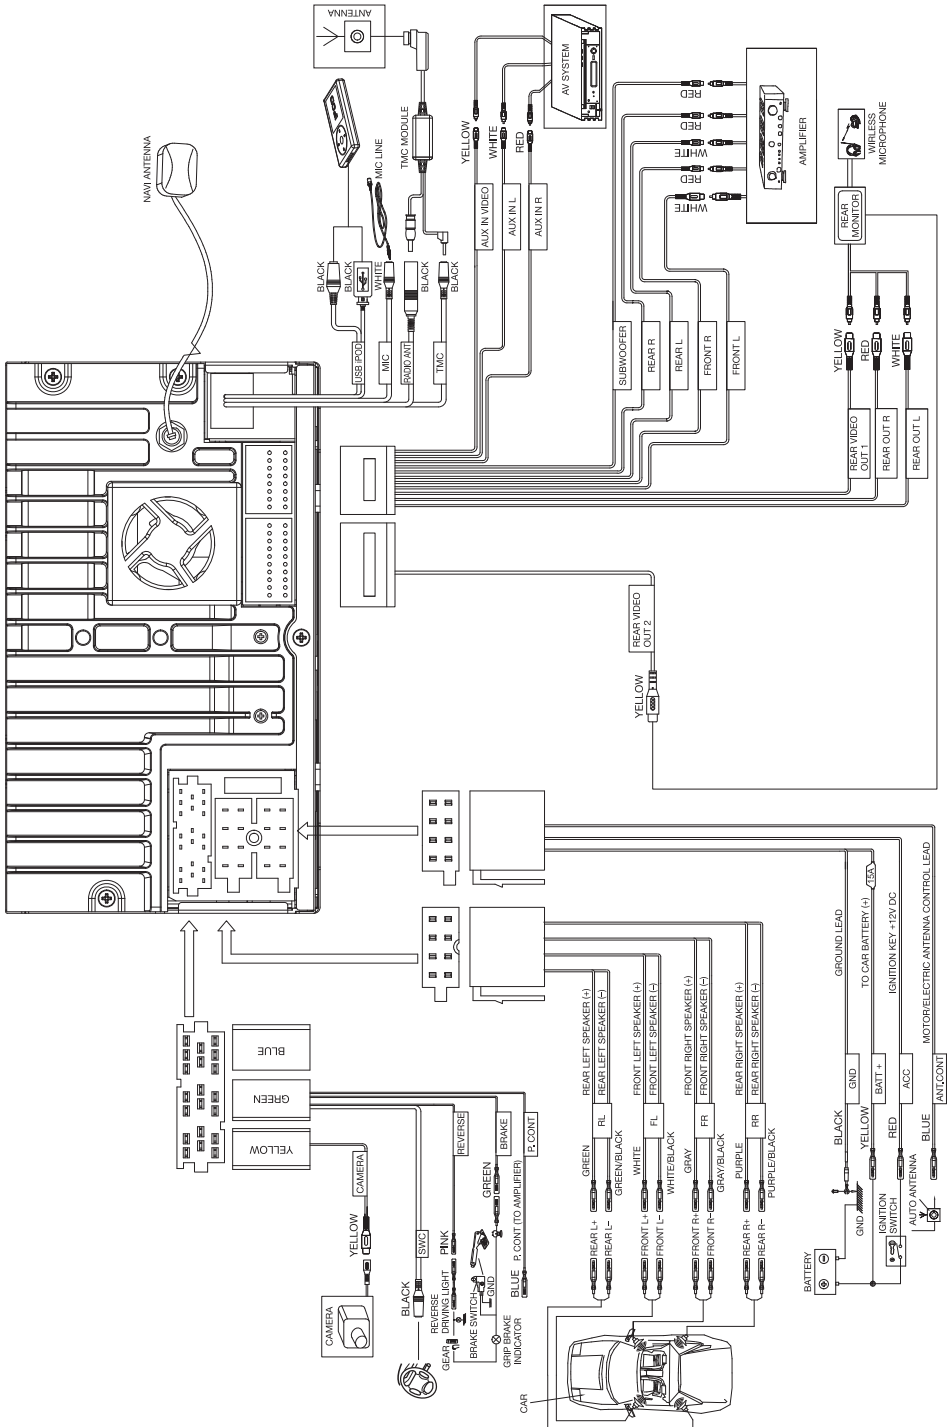 ANTENNA
NAVI ANTENNA
MIC LINE
TMC MODULE
BLACK
BLACK
WHITE
BLACK
BLACK
USB iPOD
MIC
RADIO ANT
TMC
YELLOW
WHITE
RED
AUX IN VIDEO
AUX IN L
AUX IN R
AV SYSTEM
RED
RED
WHITE
RED
WHITE
AMPLIFIER
SUBWOOFER
REAR R
REAR L
FRONT R
FRONT L
WIRLESS
MICROPHONE
REAR
MONITOR
YELLOW
RED
WHITE
REAR VIDEO
OUT 1
REAR OUT R
REAR OUT L
REAR VIDEO
OUT 2
YELLOW
BLUE
GREEN
YELLOW
CAMERA
YELLOW
CAMERA
SWC
BLACK
REVERSE
PINK
REVERSE
DRIVING LIGHT
GEAR
BRAKE
GREEN
BRAKE SWITCH
GND
GRIP BRAKE
INDICATOR
P. CONT
P. CONT (TO AMPLIFIER)
BLUE
CAR
REAR LEFT SPEAKER (+)
REAR LEFT SPEAKER (–)
RL
GREEN
GREEN/BLACK
REAR L+
REAR L–
FRONT LEFT SPEAKER (+)
FRONT LEFT SPEAKER (–)
FL
WHITE
WHITE/BLACK
FRONT L+
FRONT L–
FRONT RIGHT SPEAKER (+)
FRONT RIGHT SPEAKER (–)
FR
GRAY
GRAY/BLACK
FRONT R+
FRONT R–
REAR RIGHT SPEAKER (+)
REAR RIGHT SPEAKER (–)
RR
PURPLE
PURPLE/BLACK
REAR R+
REAR R–
GROUND LEAD
GND
BLACK
GND
15A
TO CAR BATTERY (+)
BATT +
YELLOW
BATTERY
IGNITION KEY +12V DC
ACC
RED
IGNITION
SWITCH
MOTOR/ELECTRIC ANTENNA CONTROL LEAD
ANT.CONT
BLUE
AUTO ANTENNA